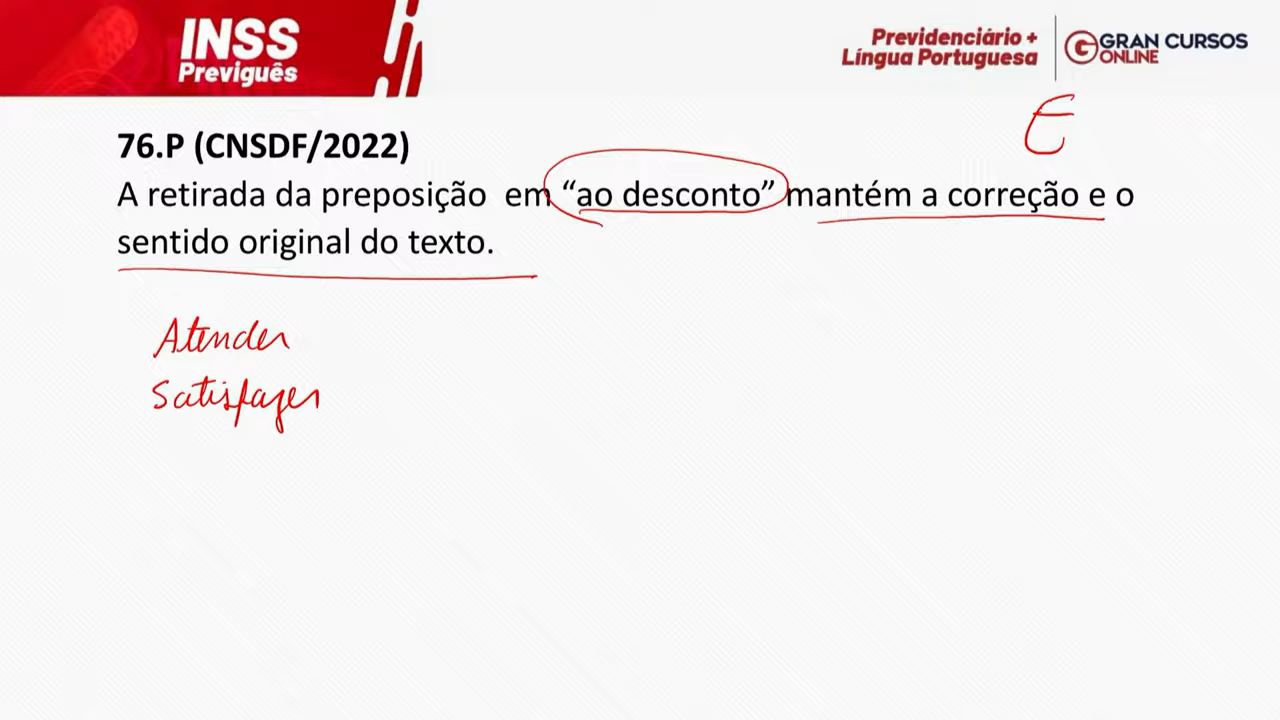 INSS
Previguês
Previdenciário +
Língua Portuguesa
GRAN CURSOS
ONLINE
E
76.P (CNSDF/2022)
A retirada da preposição em “ao desconto” mantém a correção e o
sentido original do texto.
Atender
Satisfazer